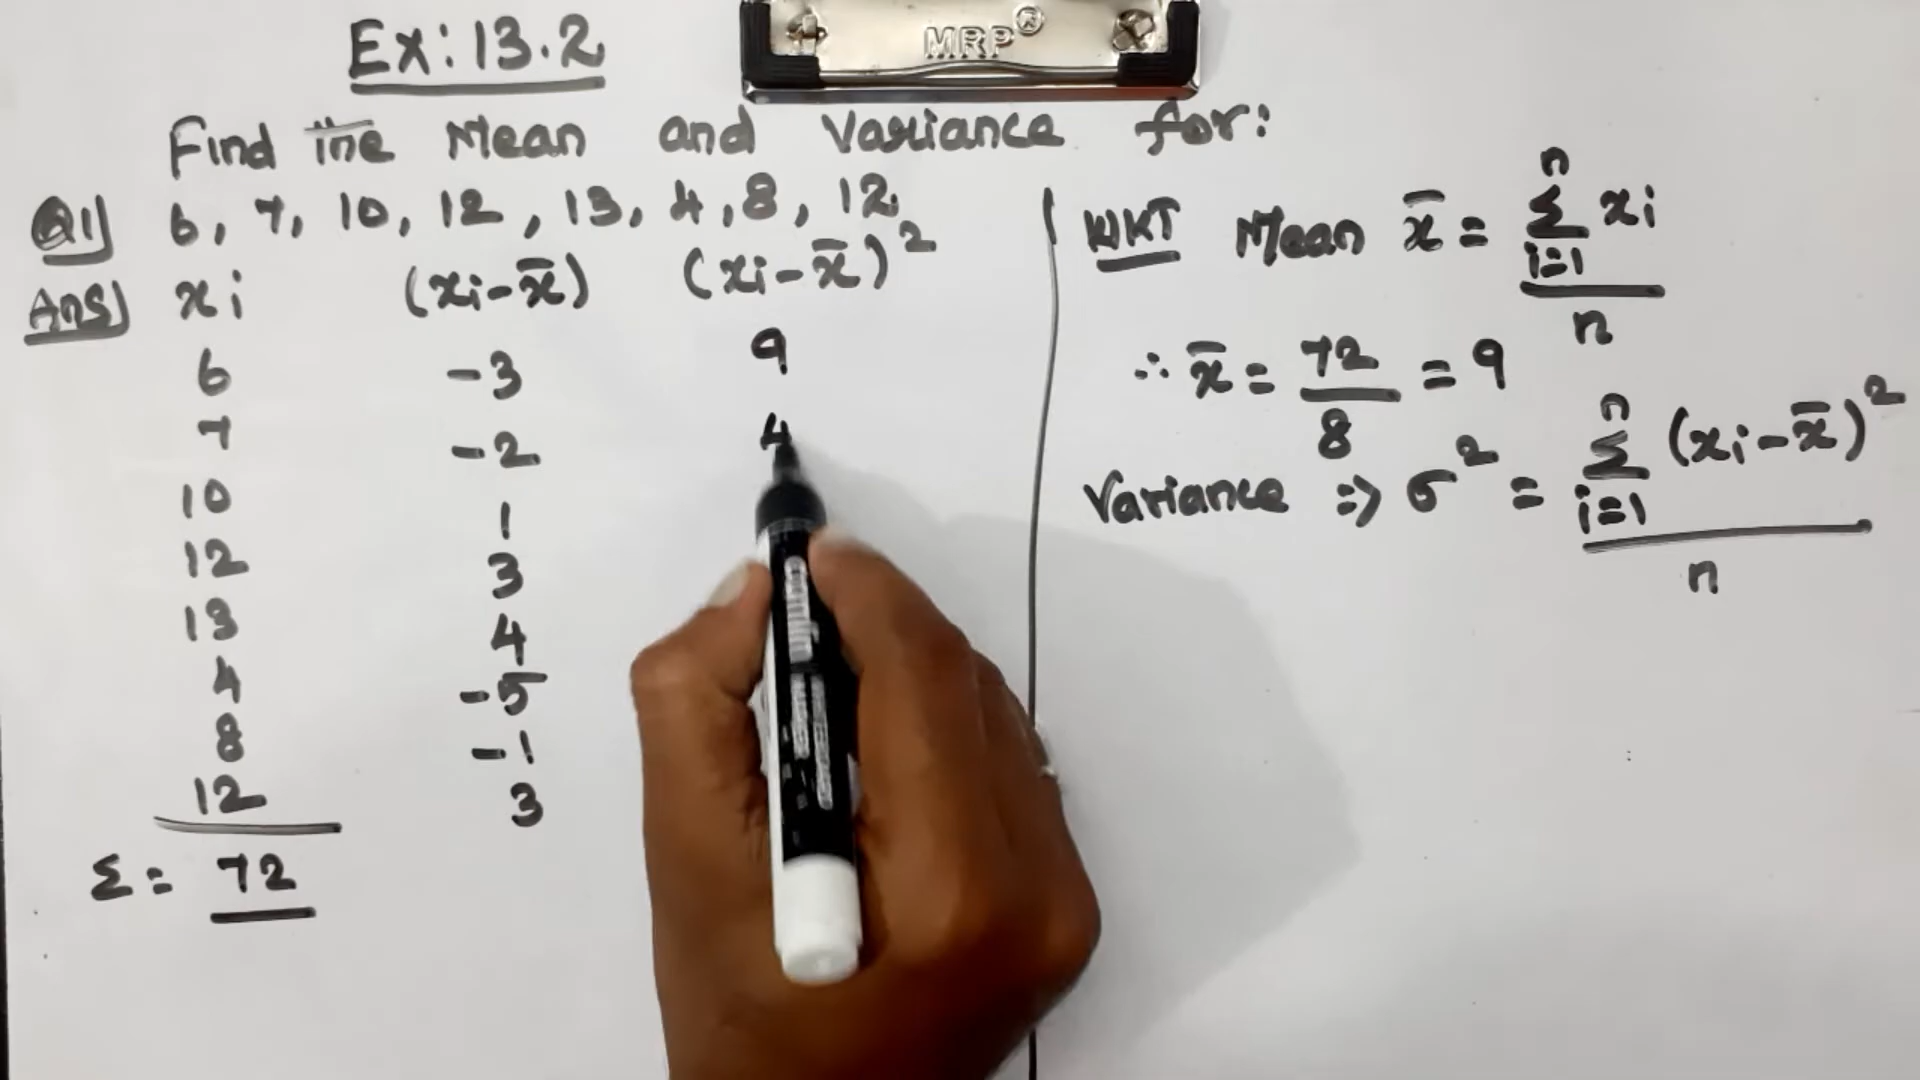 Ex: 13.2
MRP®
Find the Mean and Variance for:
Q1) 6, 7, 10, 12, 13, 4, 8, 12.
Ans) xi (xi-x̄) (xi-x̄)²
6 -3 9
7 -2 4
10 1
12 3
13 4
4 -5
8 -1
12 3
Σ= 72
WKT Mean x̄ = n Σ i=1 xi / n
∴ x̄ = 72/8 = 9
Variance => σ² = n Σ i=1 (xi-x̄)² / n